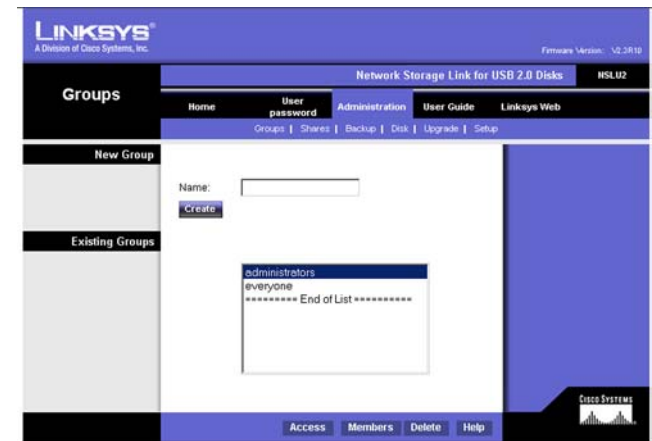 LINKSYS®
A Division of Cisco Systems, Inc.
Firmware Version: V2.3R10
Network Storage Link for USB 2.0 Disks NSLU2
Groups
Home User password Administration User Guide Linksys Web
Groups | Shares | Backup | Disk | Upgrade | Setup
New Group
Name:
Create
Existing Groups
administrators
everyone
========= End of List ==========
CISCO SYSTEMS
Access Members Delete Help